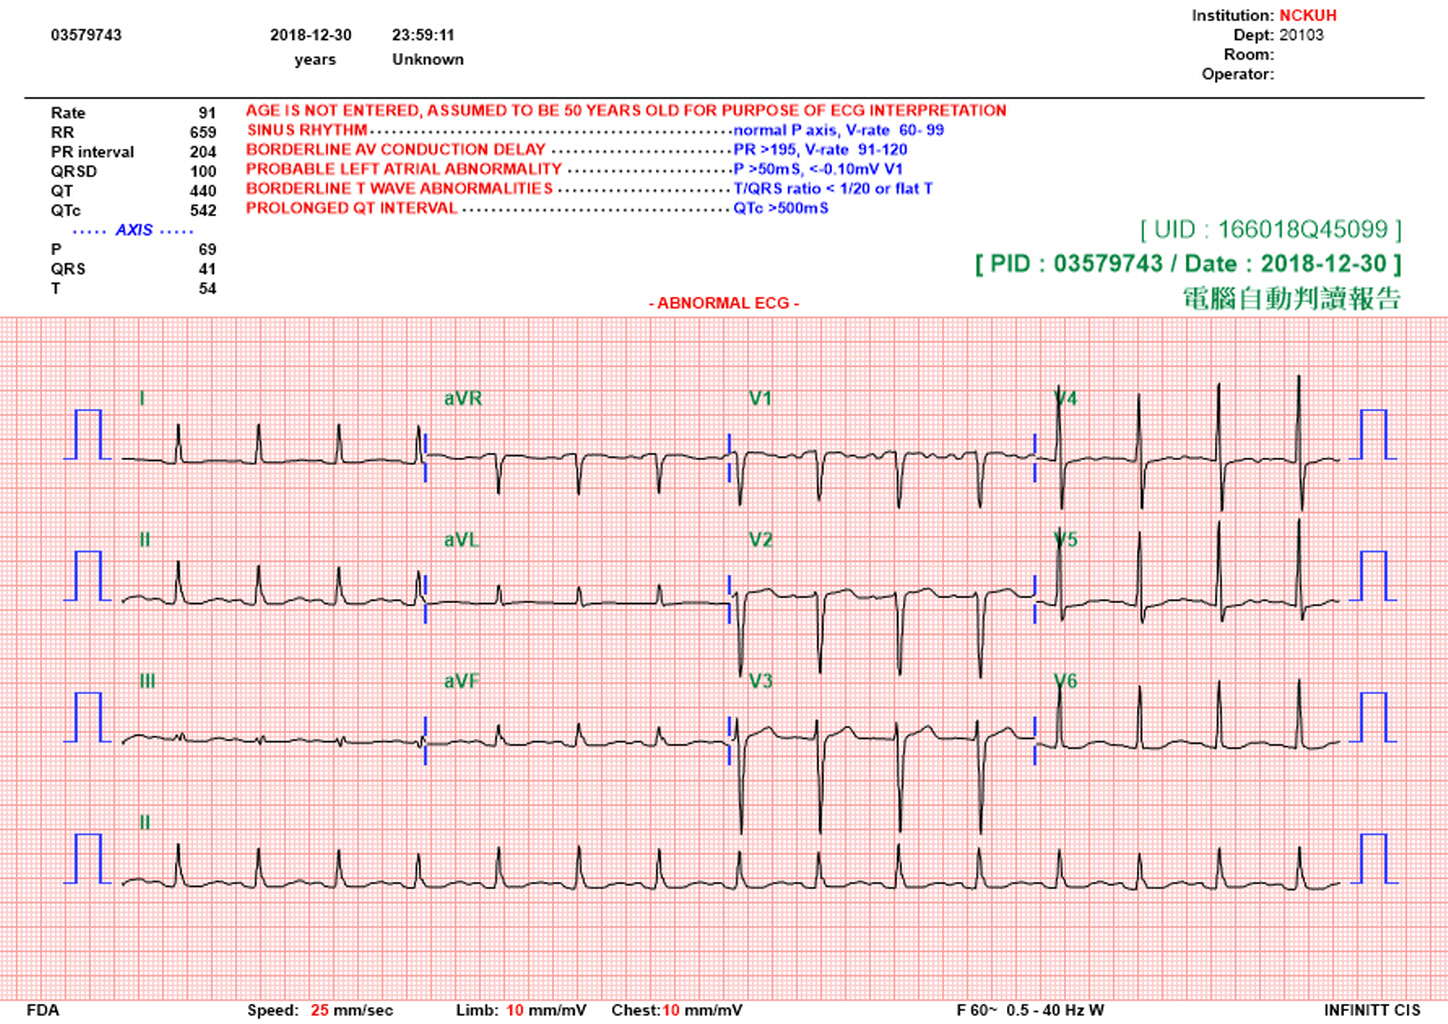 Institution: NCKUH
03579743 2018-12-30 23:59:11 Dept: 20103
years Unknown Room:
Operator:
Rate 91 AGE IS NOT ENTERED, ASSUMED TO BE 50 YEARS OLD FOR PURPOSE OF ECG INTERPRETATION
RR 659 SINUS RHYTHM normal P axis, V-rate 60- 99
PR interval 204 BORDERLINE AV CONDUCTION DELAY PR >195, V-rate 91-120
QRSD 100 PROBABLE LEFT ATRIAL ABNORMALITY P >50mS, <-0.10mV V1
QT 440 BORDERLINE T WAVE ABNORMALITIES T/QRS ratio < 1/20 or flat T
QTc 542 PROLONGED QT INTERVAL QTc >500mS
····· AXIS ·····
[ UID : 166018Q45099 ]
P 69
[ PID : 03579743 / Date : 2018-12-30 ]
QRS 41
T 54
電腦自動判讀報告
- ABNORMAL ECG -
I aVR V1 V4
II aVL V2 V5
III aVF V3 V6
II
FDA Speed: 25 mm/sec Limb: 10 mm/mV Chest:10 mm/mV F 60~ 0.5 - 40 Hz W INFINITT CIS